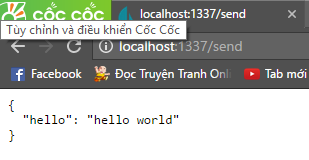 cốc cốc
localhost:1337/send
Tùy chỉnh và điều khiển Cốc Cốc
localhost:1337/send
Facebook
Đọc Truyện Tranh Onli
Tab mới
{
"hello": "hello world"
}